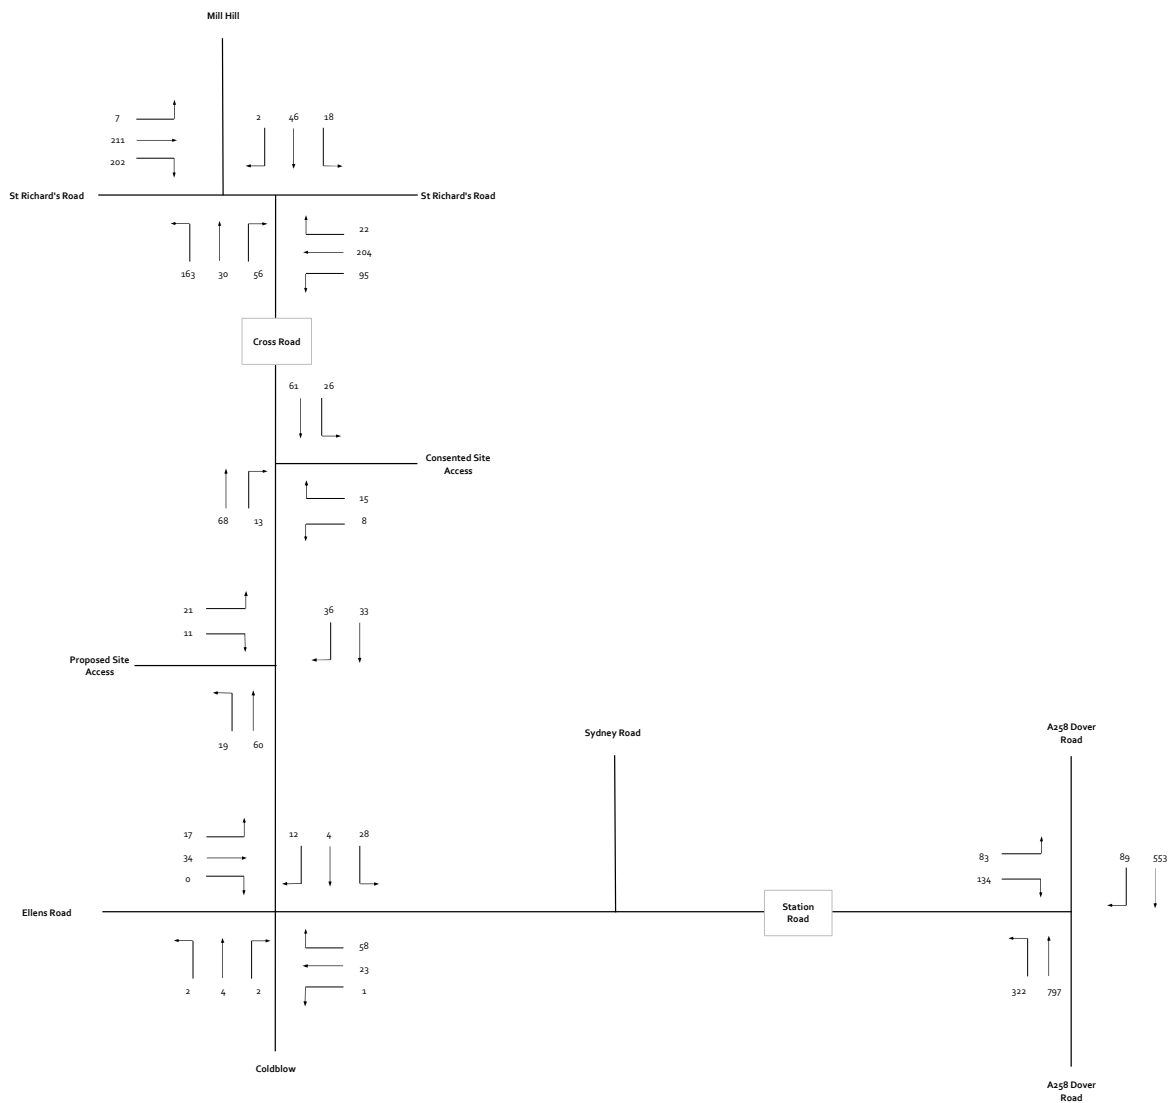 Mill Hill
7
2 46 18
211
202
St Richard's Road
St Richard's Road
22
204
163 30 56
95
Cross Road
61 26
Consented Site
Access
15
68 13
8
21
36 33
11
Proposed Site
Access
19 60
Sydney Road
A258 Dover
Road
17
12 4 28
34
0
83
89 553
134
Ellens Road
Station
Road
58
23
2 4 2
1
322 797
Coldblow
A258 Dover
Road